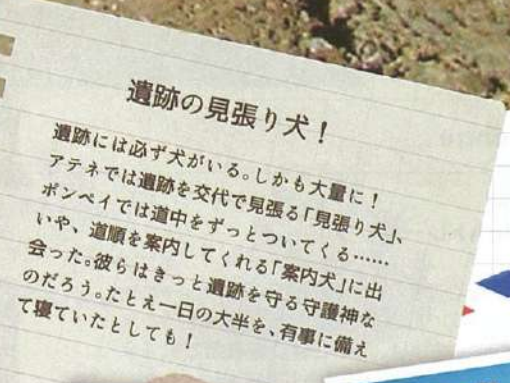 遺跡の見張り犬！
遺跡には必ず犬がいる。しかも大量に！
アテネでは遺跡を交代で見張る「見張り犬」、
ポンペイでは道中をずっとついてくる……
いや、道順を案内してくれる「案内犬」に出
会った。彼らはきっと遺跡を守る守護神な
のだろう。たとえ一日の大半を、有事に備え
て寝ていたとしても！